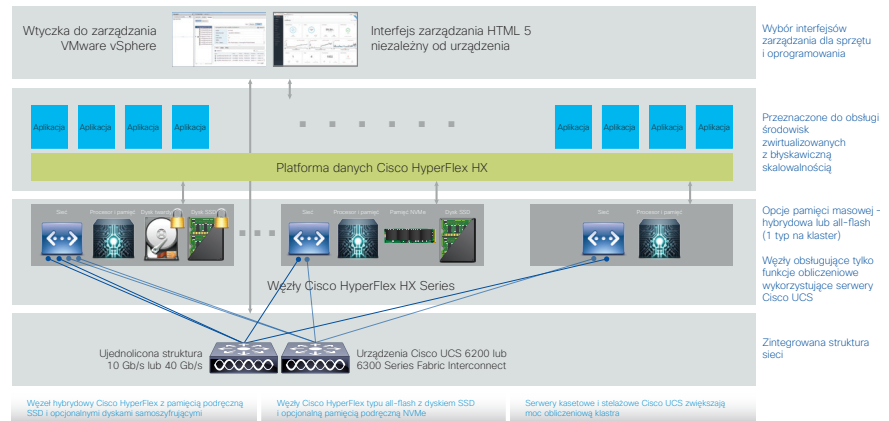 Wtyczka do zarządzania
VMware vSphere
Interfejs zarządzania HTML 5
niezależny od urządzenia
Wybór interfejsów
zarządzania dla sprzętu
i oprogramowania
Aplikacja
Aplikacja
Aplikacja
Aplikacja
Aplikacja
Aplikacja
Aplikacja
Aplikacja
Platforma danych Cisco HyperFlex HX
Przeznaczone do obsługi
środowisk
zwirtualizowanych
z błyskawiczną
skalowalnością
Sieć
Procesor i pamięć
Dysk twardy
Dysk SSD
Sieć
Procesor i pamięć
Pamięć NVMe
Dysk SSD
Sieć
Procesor i pamięć
Węzły Cisco HyperFlex HX Series
Opcje pamięci masowej –
hybrydowa lub all-flash
(1 typ na klaster)
Węzły obsługujące tylko
funkcje obliczeniowe
wykorzystujące serwery
Cisco UCS
Ujednolicona struktura
10 Gb/s lub 40 Gb/s
Urządzenia Cisco UCS 6200 lub
6300 Series Fabric Interconnect
Zintegrowana struktura
sieci
Węzeł hybrydowy Cisco HyperFlex z pamięcią podręczną
SSD i opcjonalnymi dyskami samoszyfrującymi
Węzły Cisco HyperFlex typu all-flash z dyskiem SSD
i opcjonalną pamięcią podręczną NVMe
Serwery kasetowe i stelażowe Cisco UCS zwiększają
moc obliczeniową klastra